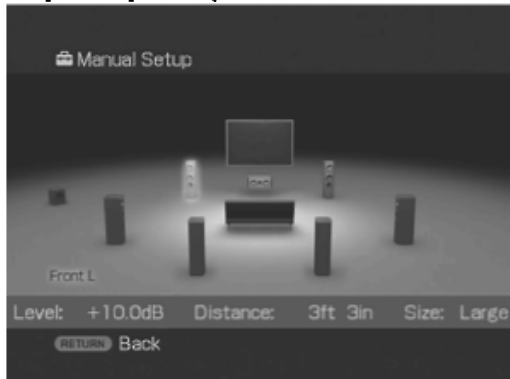 Manual Setup
Front L
Level: +10.0dB Distance: 3ft 3in Size: Large
RETURN Back